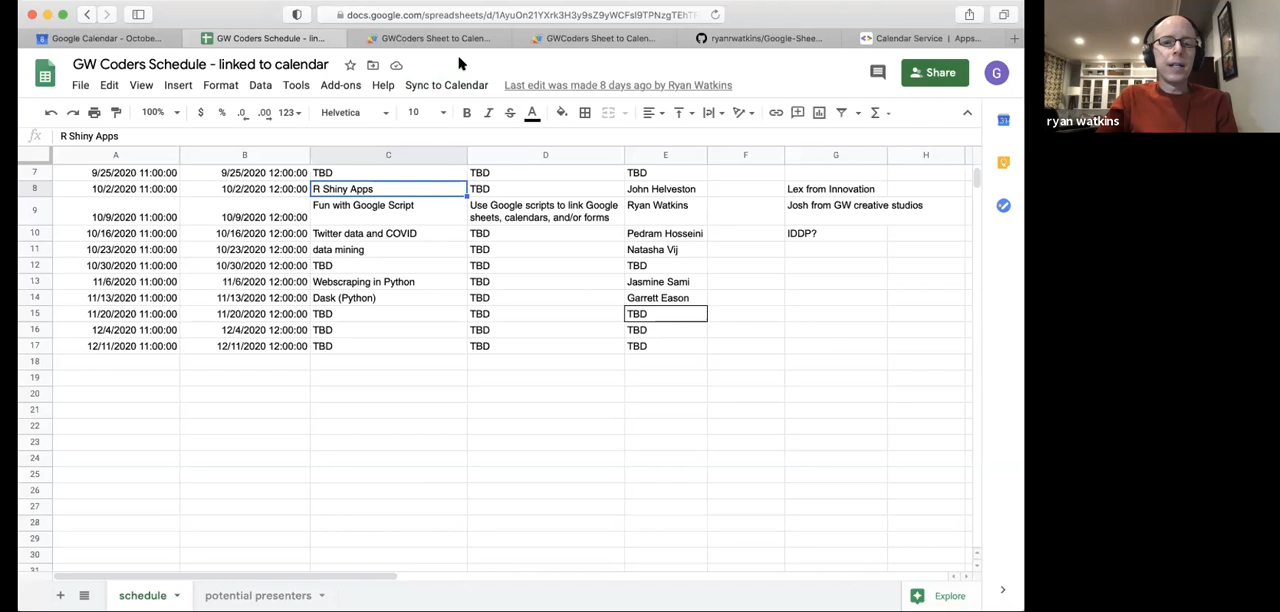 docs.google.com/spreadsheets/d/1AyuOn21YXrk3H3y9sZ9yWCFsl9TPNzgTEhTF
Google Calendar - Octobe...
GW Coders Schedule - lin...
GWCoders Sheet to Calen...
GWCoders Sheet to Calen...
ryanrwatkins/Google-Shee...
Calendar Service | Apps...
GW Coders Schedule - linked to calendar
Share
G
File Edit View Insert Format Data Tools Add-ons Help Sync to Calendar Last edit was made 8 days ago by Ryan Watkins
100% $ % .0 .00 123 Helvetica 10 B I S A
fx R Shiny Apps
A B C D E F G H
7 9/25/2020 11:00:00 9/25/2020 12:00:00 TBD TBD TBD
8 10/2/2020 11:00:00 10/2/2020 12:00:00 R Shiny Apps TBD John Helveston Lex from Innovation
9 10/9/2020 11:00:00 10/9/2020 12:00:00 Fun with Google Script Use Google scripts to link Google Ryan Watkins Josh from GW creative studios
sheets, calendars, and/or forms
10 10/16/2020 11:00:00 10/16/2020 12:00:00 Twitter data and COVID TBD Pedram Hosseini IDDP?
11 10/23/2020 11:00:00 10/23/2020 12:00:00 data mining TBD Natasha Vij
12 10/30/2020 11:00:00 10/30/2020 12:00:00 TBD TBD TBD
13 11/6/2020 11:00:00 11/6/2020 12:00:00 Webscraping in Python TBD Jasmine Sami
14 11/13/2020 11:00:00 11/13/2020 12:00:00 Dask (Python) TBD Garrett Eason
15 11/20/2020 11:00:00 11/20/2020 12:00:00 TBD TBD TBD
16 12/4/2020 11:00:00 12/4/2020 12:00:00 TBD TBD TBD
17 12/11/2020 11:00:00 12/11/2020 12:00:00 TBD TBD TBD
18
19
20
21
22
23
24
25
26
27
28
29
30
31
schedule potential presenters Explore
ryan watkins